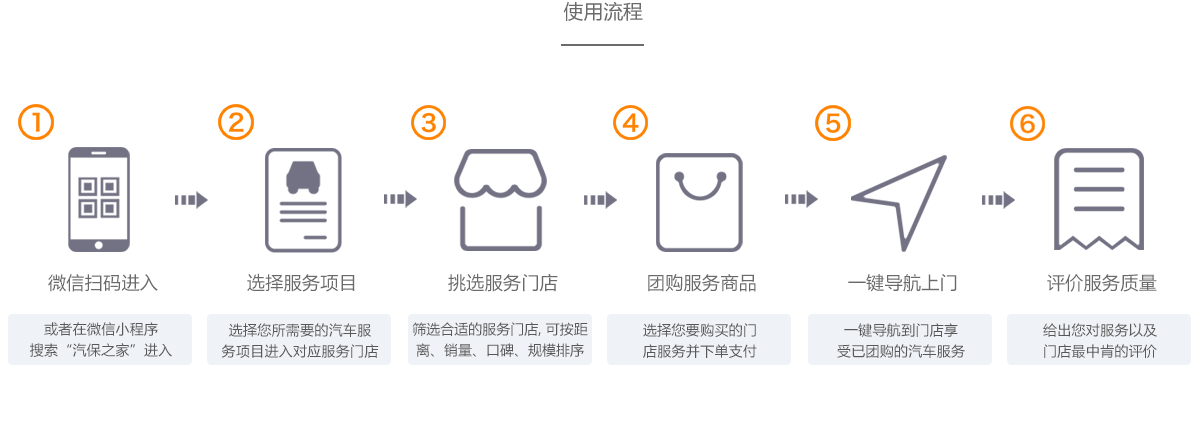 使用流程
1
微信扫码进入
或者在微信小程序
搜索“汽保之家”进入
2
选择服务项目
选择您所需要的汽车服
务项目进入对应服务门店
3
挑选服务门店
筛选合适的服务门店, 可按距
离、销量、口碑、规模排序
4
团购服务商品
选择您要购买的门
店服务并下单支付
5
一键导航上门
一键导航到门店享
受已团购的汽车服务
6
评价服务质量
给出您对服务以及
门店最中肯的评价